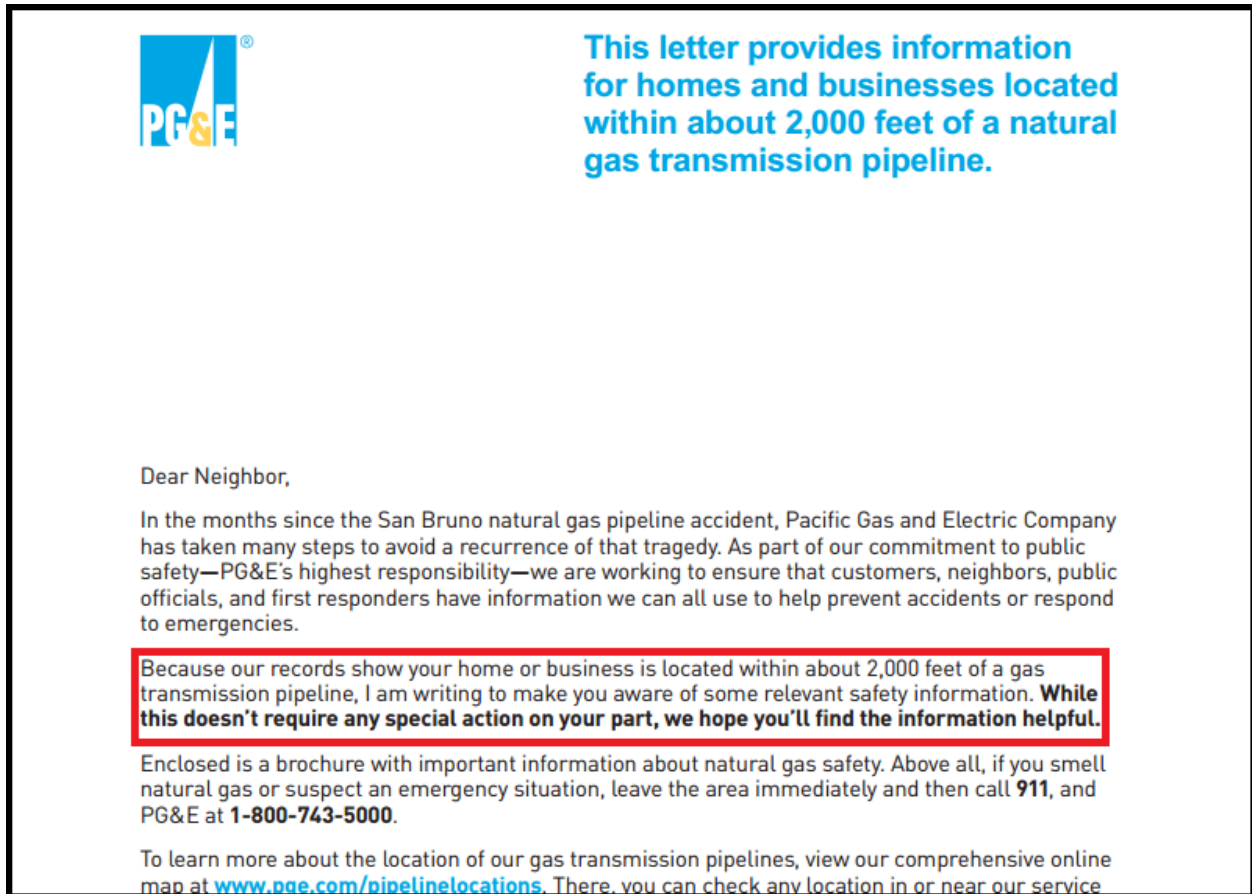 PG&E®
This letter provides information
for homes and businesses located
within about 2,000 feet of a natural
gas transmission pipeline.
Dear Neighbor,
In the months since the San Bruno natural gas pipeline accident, Pacific Gas and Electric Company
has taken many steps to avoid a recurrence of that tragedy. As part of our commitment to public
safety—PG&E's highest responsibility—we are working to ensure that customers, neighbors, public
officials, and first responders have information we can all use to help prevent accidents or respond
to emergencies.
Because our records show your home or business is located within about 2,000 feet of a gas
transmission pipeline, I am writing to make you aware of some relevant safety information. While
this doesn't require any special action on your part, we hope you'll find the information helpful.
Enclosed is a brochure with important information about natural gas safety. Above all, if you smell
natural gas or suspect an emergency situation, leave the area immediately and then call 911, and
PG&E at 1-800-743-5000.
To learn more about the location of our gas transmission pipelines, view our comprehensive online
map at www.pge.com/pipelinelocations. There, you can check any location in or near our service